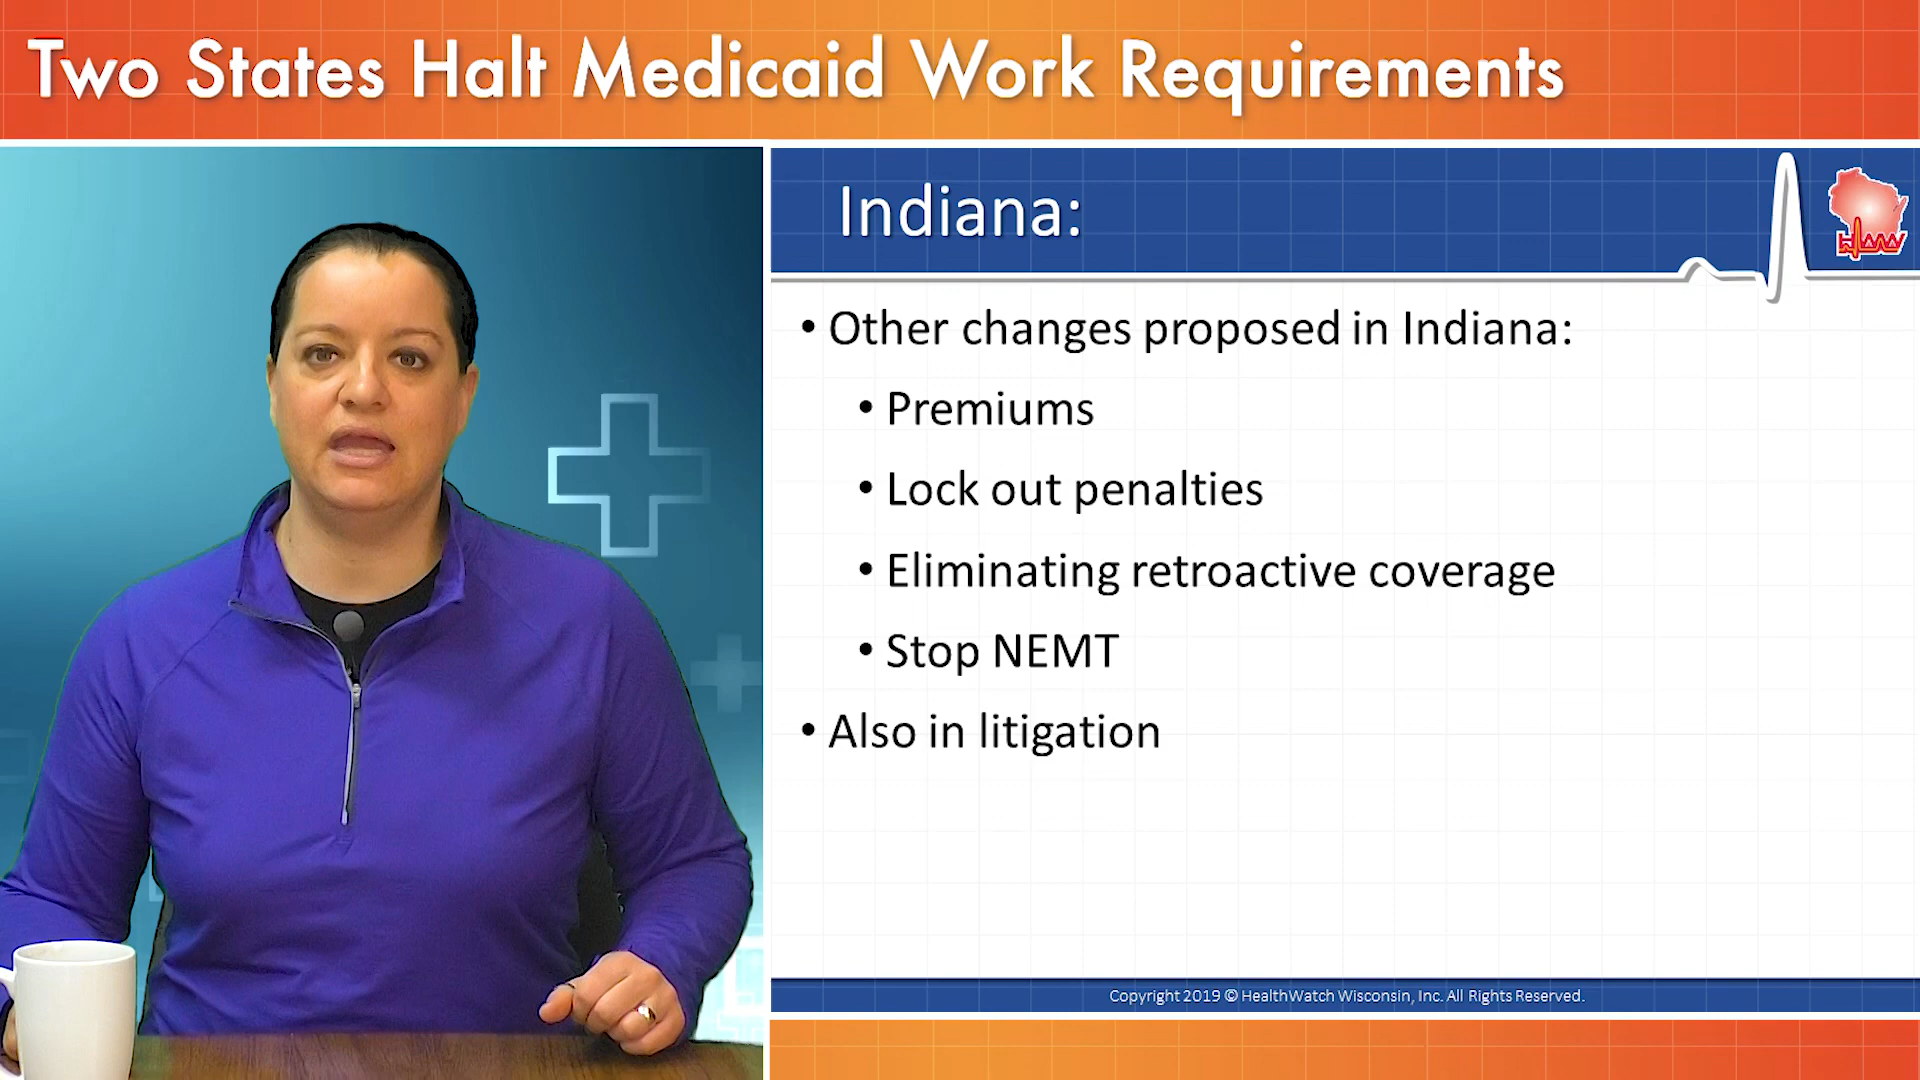 Two States Halt Medicaid Work Requirements
Indiana:
• Other changes proposed in Indiana:
• Premiums
• Lock out penalties
• Eliminating retroactive coverage
• Stop NEMT
• Also in litigation
Copyright 2019 © HealthWatch Wisconsin, Inc. All Rights Reserved.